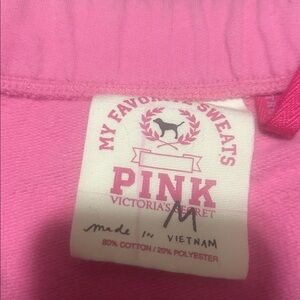 MY FAVORITE SWEATS
PINK
VICTORIA'S SECRET
M
made in VIETNAM
80% COTTON / 20% POLYESTER